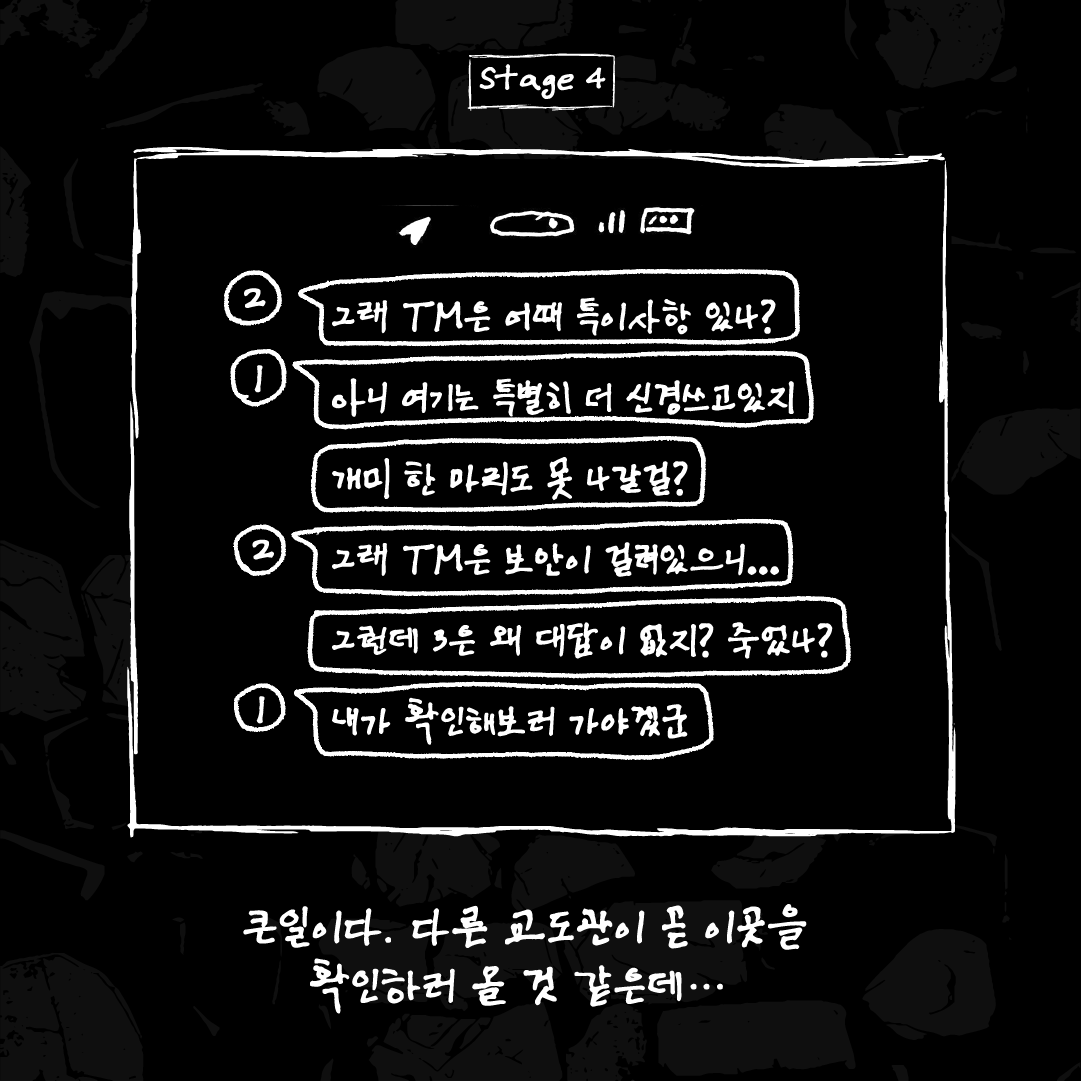 Stage 4
② 그래 TM은 어때 특이사항 있나?
① 아니 여기는 특별히 더 신경쓰고있지
개미 한 마리도 못 나갈걸?
② 그래 TM은 보안이 걸려있으니...
그런데 3은 왜 대답이 없지? 죽었나?
① 내가 확인해보러 가야겠군
큰일이다. 다른 교도관이 곧 이곳을
확인하러 올 것 같은데...